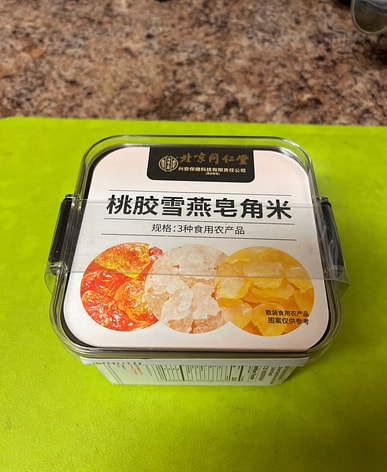 北京同仁堂
兴安保健科技有限责任公司
桃胶雪燕皂角米
规格:3种食用农产品
散装食用农产品
图案仅供参考